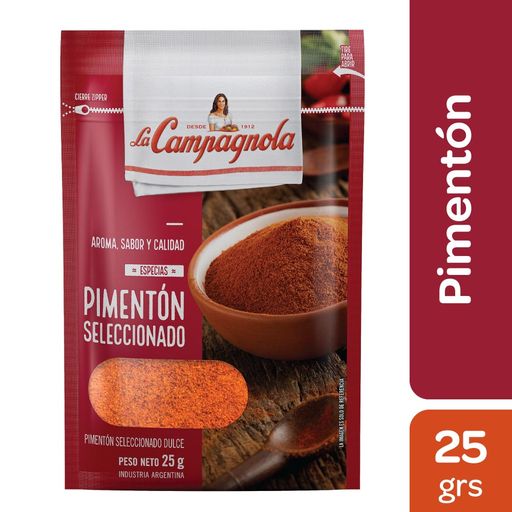 TIRE
PARA
ABRIR
CIERRE ZIPPER
DESDE 1912
La Campagnola
AROMA, SABOR Y CALIDAD
ESPECIAS
PIMENTÓN
SELECCIONADO
PIMENTÓN SELECCIONADO DULCE
PESO NETO 25 g
INDUSTRIA ARGENTINA
LA IMAGEN ES SOLO DE REFERENCIA
Pimentón
25
grs